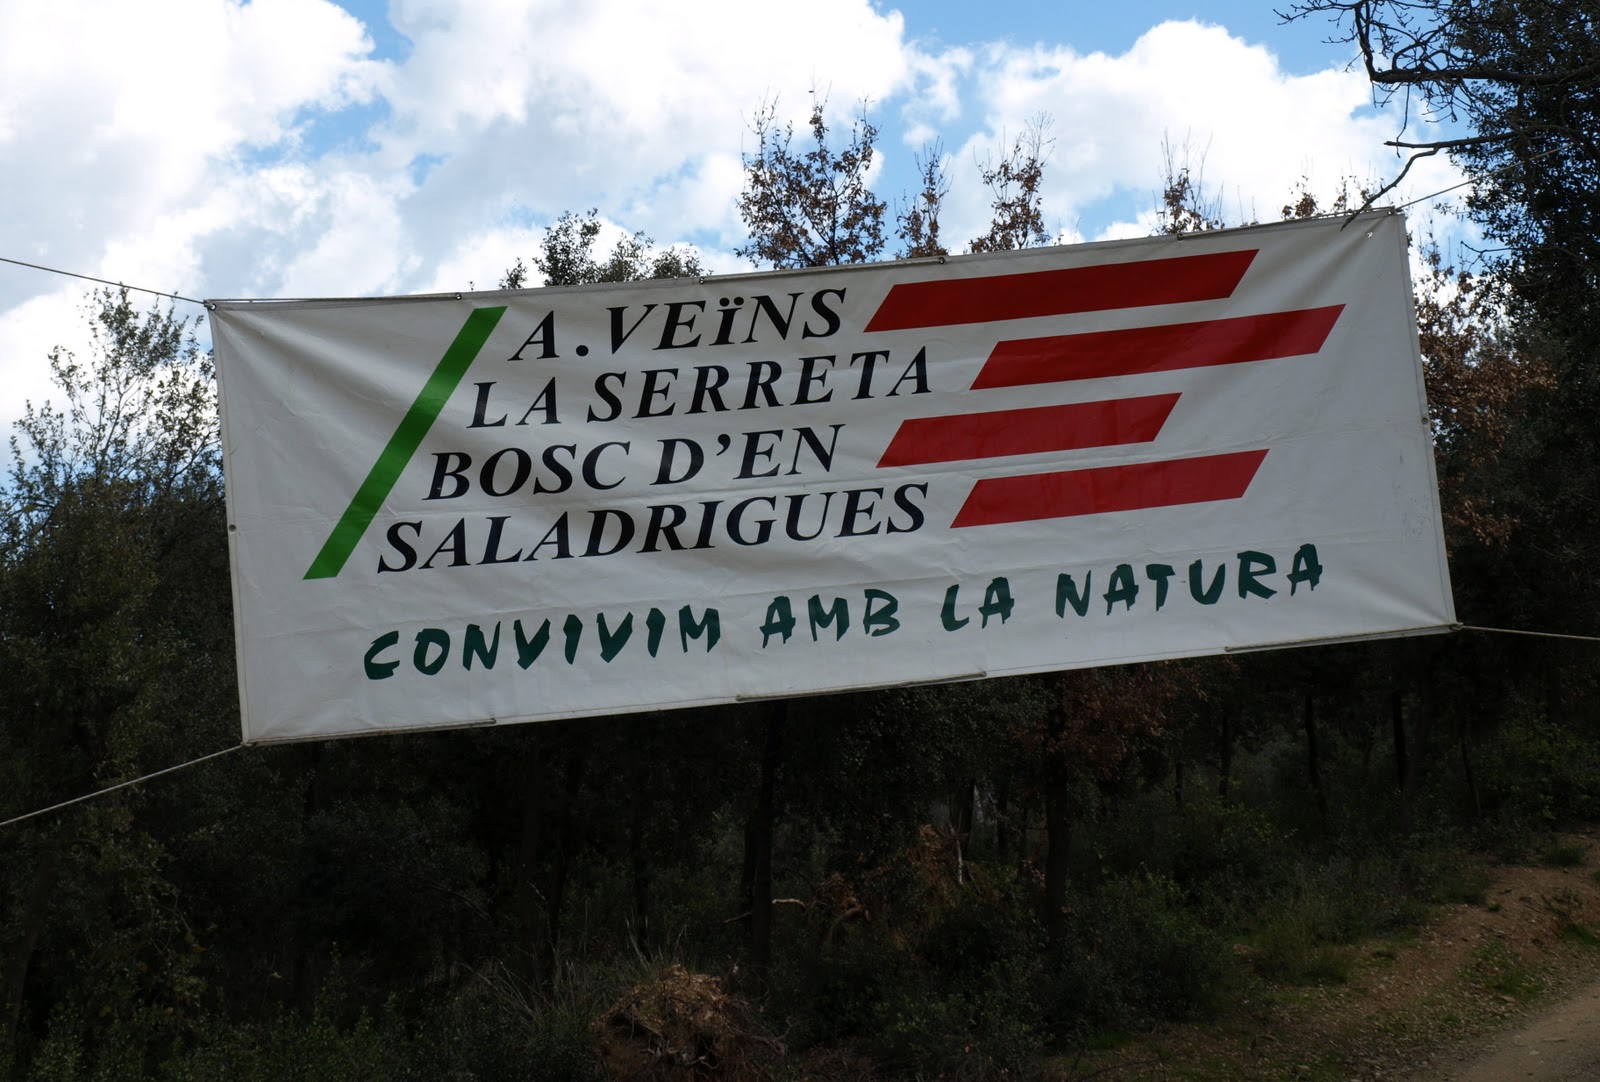 A. VEÏNS
LA SERRETA
BOSC D'EN
SALADRIGUES
CONVIVIM AMB LA NATURA